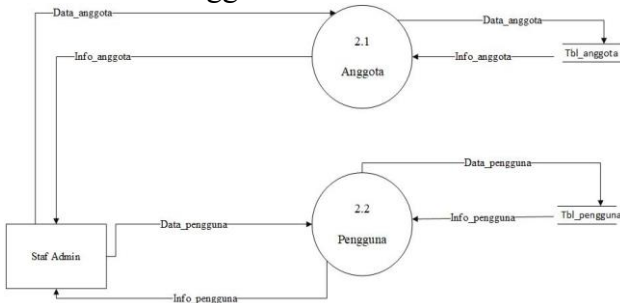 Data_anggota
Data_anggota
2.1
Anggota
Info_anggota
Info_anggota
Tbl_anggota
Data_pengguna
2.2
Pengguna
Data_pengguna
Info_pengguna
Tbl_pengguna
Staf Admin
Info_pengguna